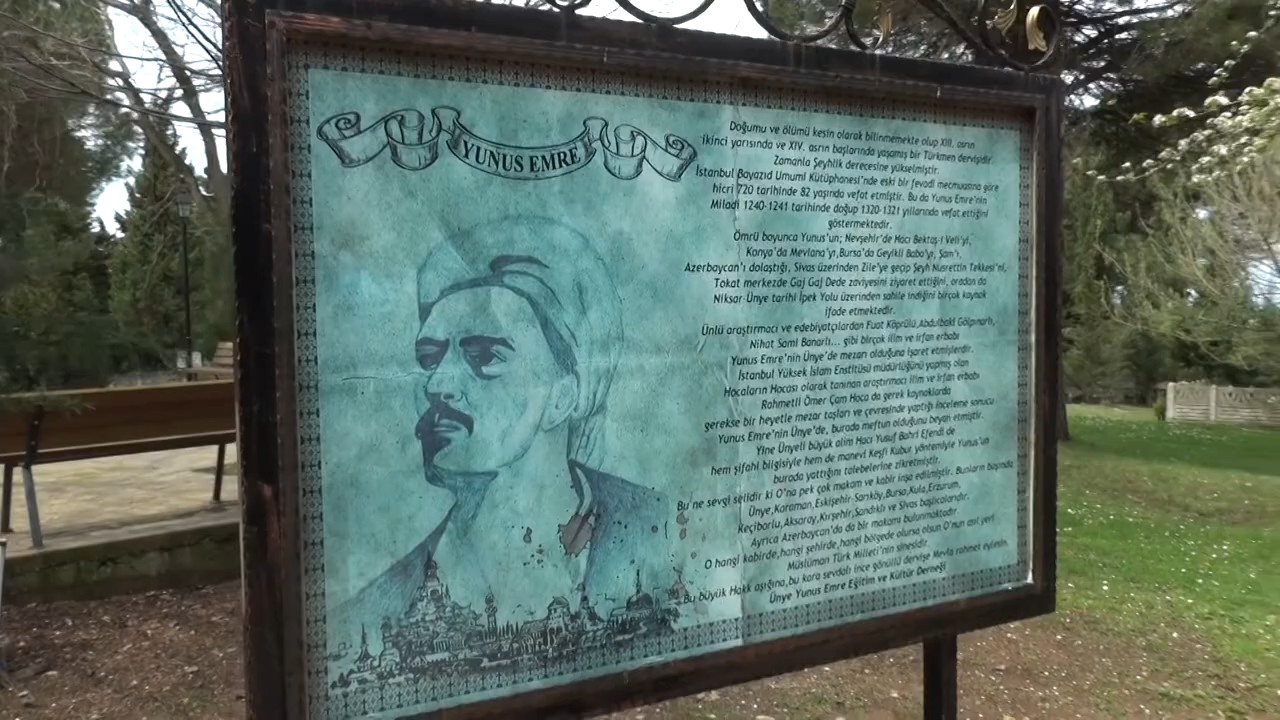 YUNUS EMRE
Doğumu ve ölümü kesin olarak bilinmemekte olup XIII. asrın
ikinci yarısında ve XIV. asrın başlarında yaşamış bir Türkmen dervişidir.
Zamanla Şeyhlik derecesine yükselmiştir.
İstanbul Bayazıd Umumi Kütüphanesi'nde eski bir fevadi mecmuasına göre
hicri 720 tarihinde 82 yaşında vefat etmiştir. Bu da Yunus Emre'nin
Miladi 1240-1241 tarihinde doğup 1320-1321 yıllarında vefat ettiğini
göstermektedir.
Ömrü boyunca Yunus'un; Nevşehir'de Hacı Bektaş-ı Veli'yi,
Konya'da Mevlana'yı,Bursa'da Geyikli Baba'yı, Şam'ı,
Azerbaycan'ı dolaştığı, Sivas üzerinden Zile'ye geçip Şeyh Nusrettin Tekkesi'ni,
Tokat merkezde Gaj Gaj Dede zaviyesini ziyaret ettiğini, oradan da
Niksar-Ünye tarihi İpek Yolu üzerinden sahile indiğini birçok kaynak
ifade etmektedir.
Ünlü araştırmacı ve edebiyatçılardan Fuat Köprülü,Abdulbaki Gölpınarlı,
Nihat Sami Banarlı... gibi birçok ilim ve irfan erbabı
Yunus Emre'nin Ünye'de mezarı olduğuna işaret etmişlerdir.
İstanbul Yüksek İslam Enstitüsü müdürlüğünü yapmış olan
Hocaların Hocası olarak tanınan araştırmacı ilim ve irfan erbabı
Rahmetli Ömer Çam Hoca da gerek kaynaklarda
gerekse bir heyetle mezar taşları ve çevresinde yaptığı inceleme sonucu
Yunus Emre'nin Ünye'de, burada meftun olduğunu beyan etmiştir.
Yine Ünyeli büyük alim Hacı Yusuf Bahri Efendi de
hem şifahi bilgisiyle hem de manevi Keşfi Kubur yöntemiyle Yunus'un
burada yattığını talebelerine zikretmiştir.
Bu ne sevgi selidir ki O'na pek çok makam ve kabir inşa edilmiştir. Bunların başında
Ünye,Karaman,Eskişehir-Sarıköy,Bursa,Kula,Erzurum,
Keçiborlu,Aksaray,Kırşehir,Sandıklı ve Sivas başlıcalarıdır.
Ayrıca Azerbaycan'da da bir makamı bulunmaktadır.
O hangi kabirde,hangi şehirde,hangi bölgede olursa olsun O'nun asıl yeri
Müslüman Türk Milleti'nin sinesidir.
Bu büyük Hakk aşığına,bu kara sevdalı ince gönüllü dervişe Mevla rahmet eylesin.
Ünye Yunus Emre Eğitim ve Kültür Derneği